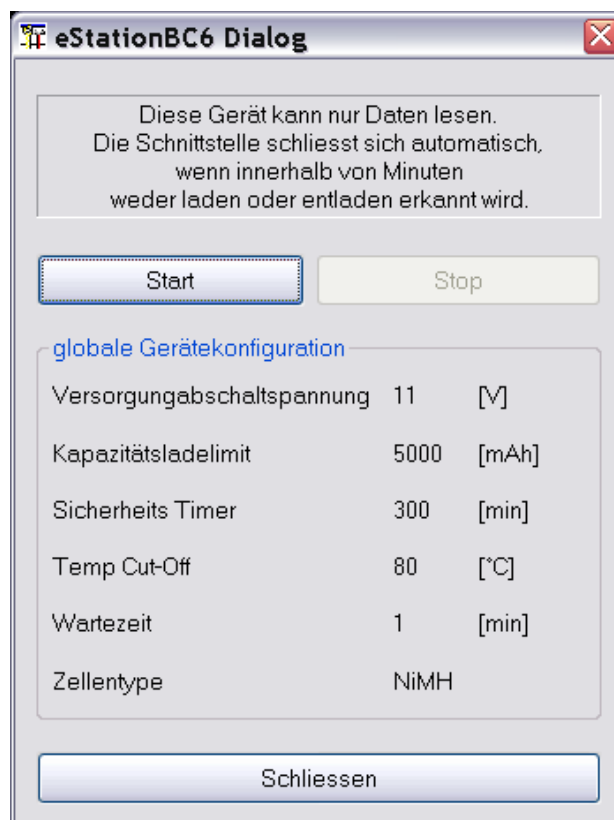 eStationBC6 Dialog
Diese Gerät kann nur Daten lesen.
Die Schnittstelle schliesst sich automatisch,
wenn innerhalb von Minuten
weder laden oder entladen erkannt wird.
Start Stop
globale Gerätekonfiguration
Versorgungabschaltspannung 11 [V]
Kapazitätsladelimit 5000 [mAh]
Sicherheits Timer 300 [min]
Temp Cut-Off 80 [°C]
Wartezeit 1 [min]
Zellentype NiMH
Schliessen